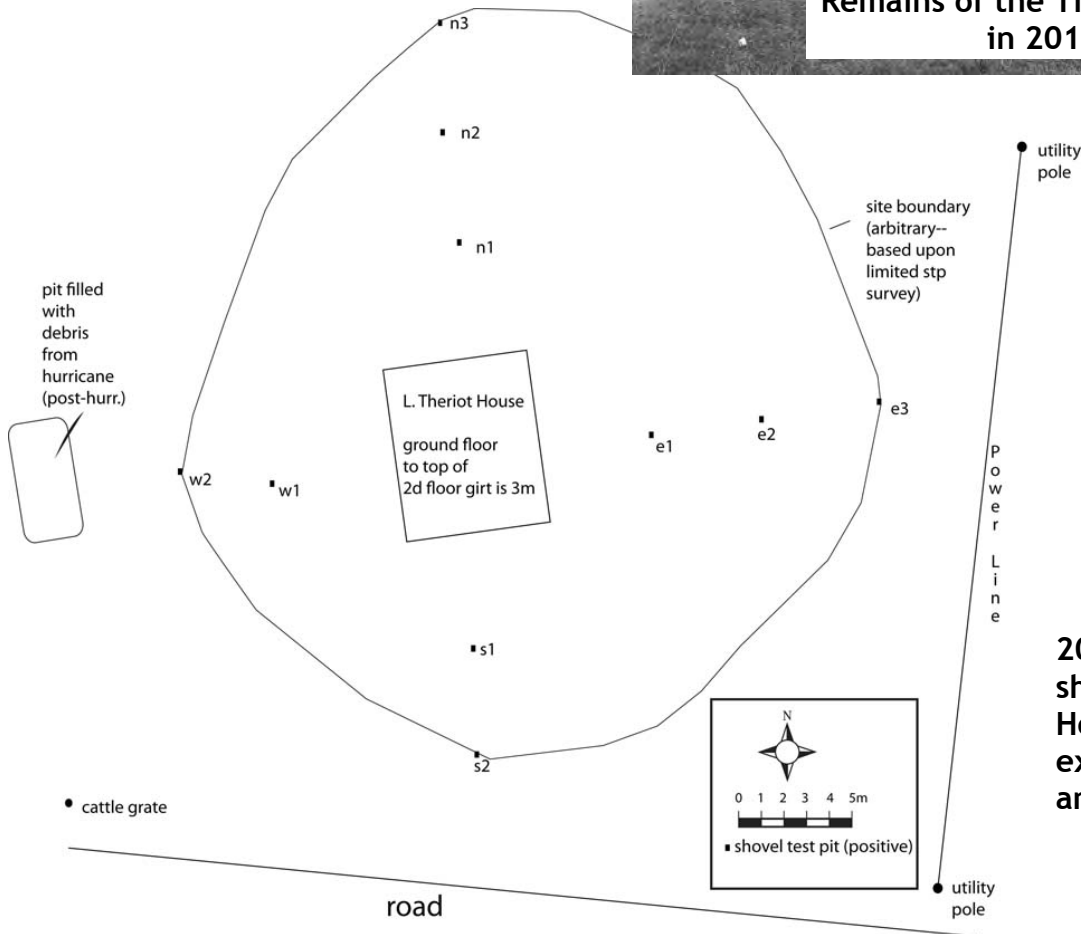 Remains of the
in 201
n3
n2
n1
utility
pole
site boundary
(arbitrary--
based upon
limited stp
survey)
pit filled
with
debris
from
hurricane
(post-hurr.)
L. Theriot House
ground floor
to top of
2d floor girt is 3m
e1
e2
e3
w2
w1
Power Line
s1
s2
20
sh
Ho
ex
an
N
0 1 2 3 4 5m
shovel test pit (positive)
cattle grate
road
utility
pole